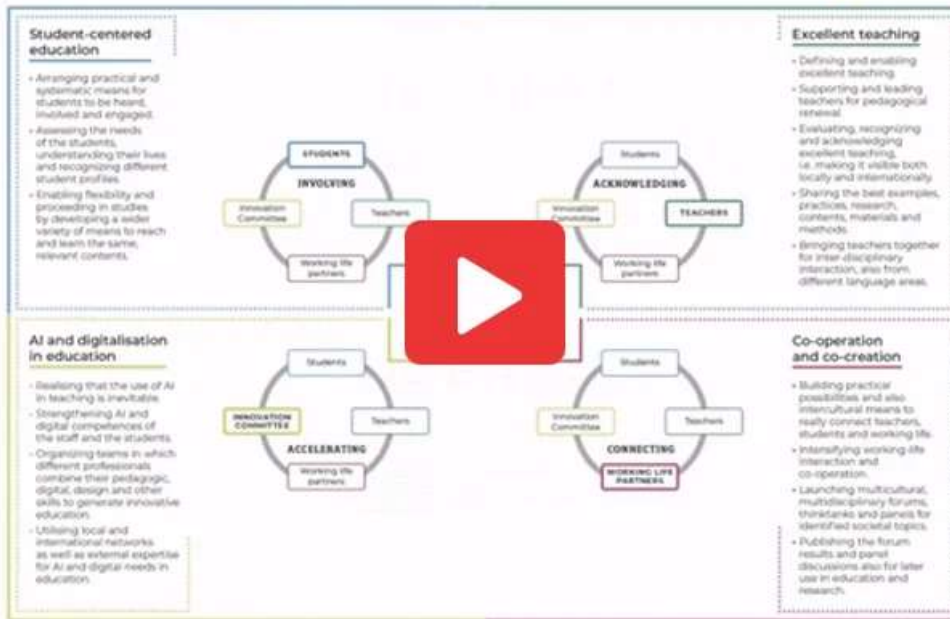 Student-centered
education
• Arranging practical and
systematic means for
students to be heard,
involved and engaged.
• Assessing the needs
of the students,
understanding their lives
and recognizing different
student profiles.
• Enabling flexibility and
proceeding in studies
by developing a wider
variety of means to reach
and learn the same,
relevant contents.
STUDENTS
INVOLVING
Innovation
Committee
Teachers
Working life
partners
Students
ACKNOWLEDGING
Innovation
Committee
TEACHERS
Working life
partners
Excellent teaching
• Defining and enabling
excellent teaching.
• Supporting and leading
teachers for pedagogical
renewal.
• Evaluating, recognizing
and acknowledging
excellent teaching,
i.e. making it visible both
locally and internationally.
• Sharing the best examples,
practices, research,
contents, materials and
methods.
• Bringing teachers together
for inter-disciplinary
interaction, also from
different language areas.
AI and digitalisation
in education
- Realising that the use of AI
in teaching is inevitable.
- Strengthening AI and
digital competences of
the staff and the students.
- Organizing teams in which
different professionals
combine their pedagogic,
digital, design and other
skills to generate innovative
education.
- Utilising local and
international networks
as well as external expertise
for AI and digital needs in
education.
Students
INNOVATION
COMMITTEE
Teachers
ACCELERATING
Working life
partners
Students
Innovation
Committee
Teachers
CONNECTING
WORKING LIFE
PARTNERS
Co-operation
and co-creation
• Building practical
possibilities and also
intercultural means to
really connect teachers,
students and working life.
• Intensifying working-life
interaction and
co-operation.
• Launching multicultural,
multidisciplinary forums,
thinktanks and panels for
identified societal topics.
• Publishing the forum
results and panel
discussions also for later
use in education and
research.